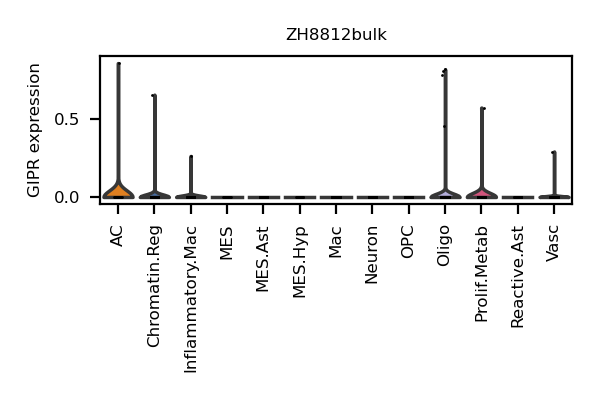 ZH8812bulk
GIPR expression
0.5
0.0
AC
Chromatin.Reg
Inflammatory.Mac
MES
MES.Ast
MES.Hyp
Mac
Neuron
OPC
Oligo
Prolif.Metab
Reactive.Ast
Vasc